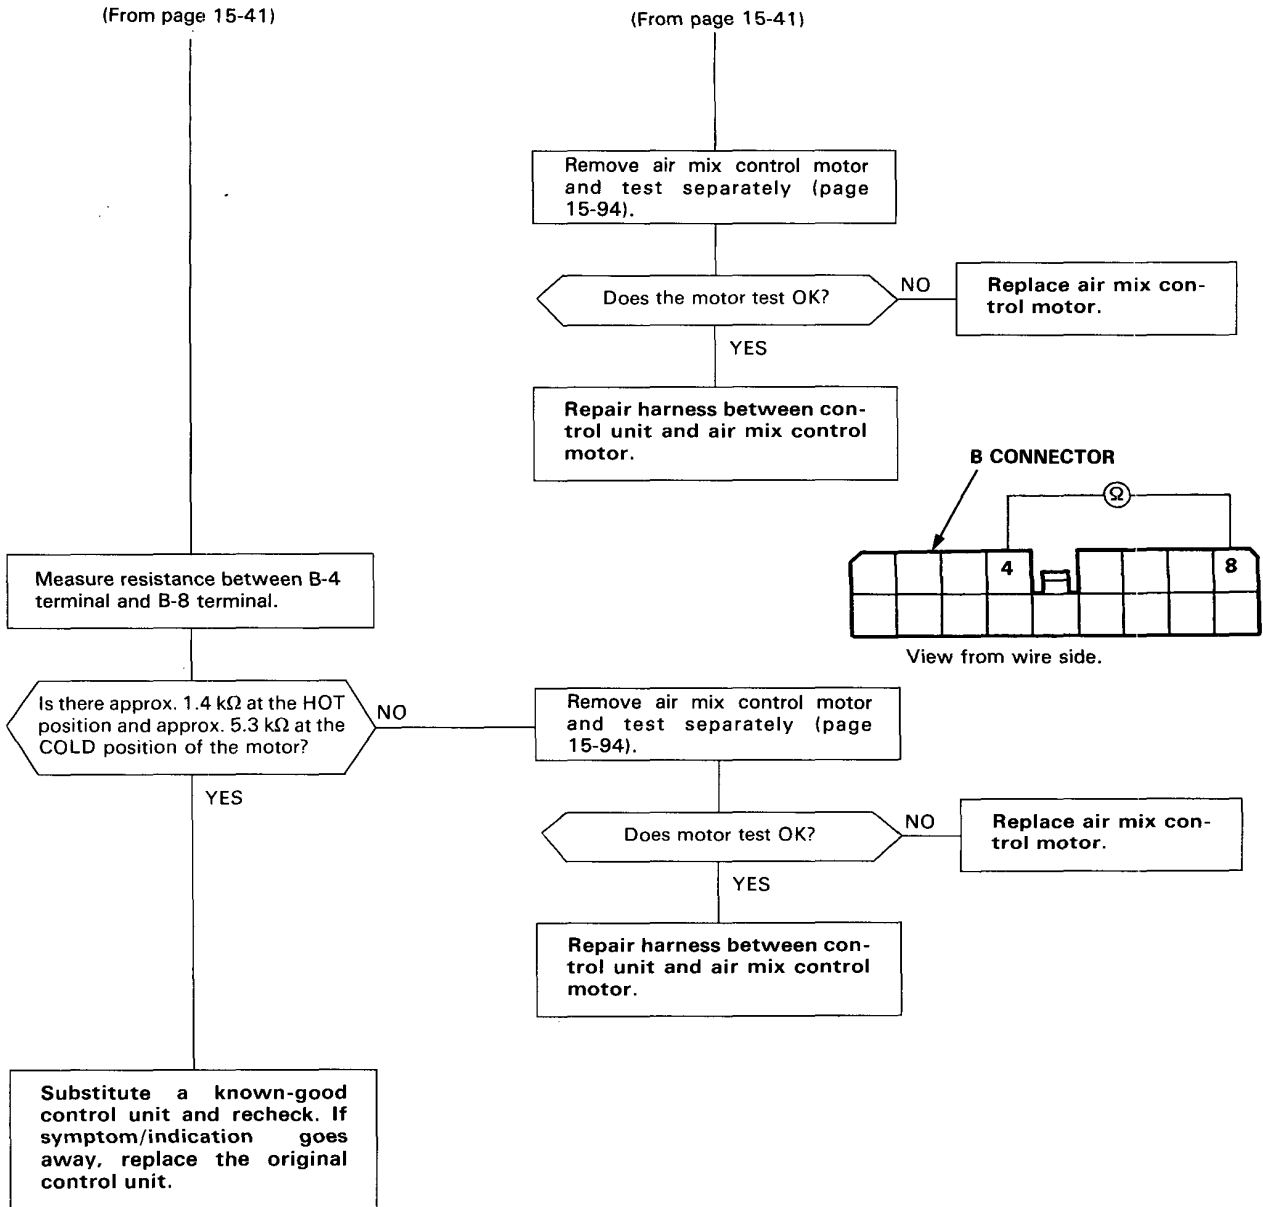 (From page 15-41)
(From page 15-41)
Remove air mix control motor
and test separately (page
15-94).
Does the motor test OK?
NO
Replace air mix con-
trol motor.
YES
Repair harness between con-
trol unit and air mix control
motor.
B CONNECTOR
Ω
4
8
View from wire side.
Measure resistance between B-4
terminal and B-8 terminal.
Is there approx. 1.4 kΩ at the HOT
position and approx. 5.3 kΩ at the
COLD position of the motor?
NO
Remove air mix control motor
and test separately (page
15-94).
YES
Does motor test OK?
NO
Replace air mix con-
trol motor.
YES
Repair harness between con-
trol unit and air mix control
motor.
Substitute a known-good
control unit and recheck. If
symptom/indication goes
away, replace the original
control unit.